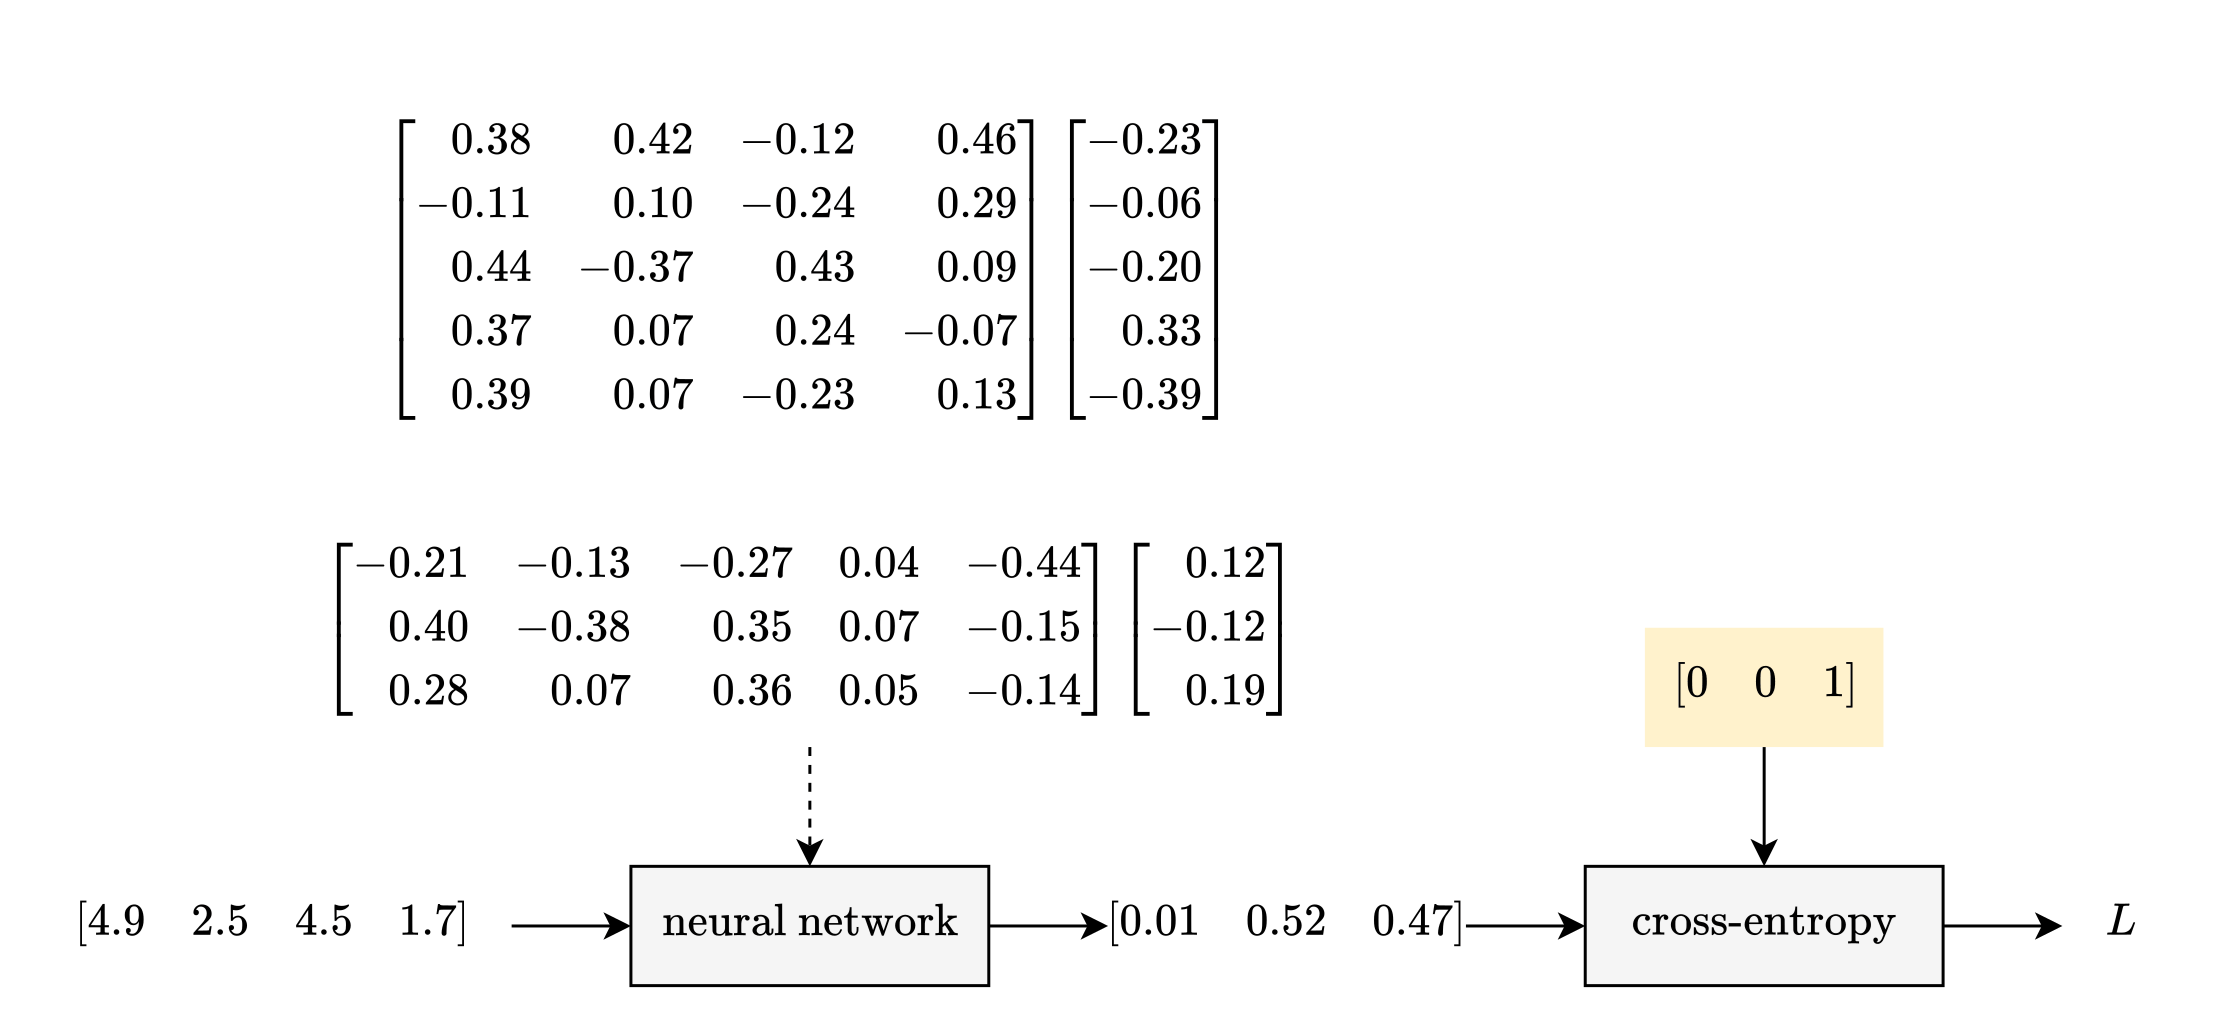 0.38 0.42 −0.12 0.46 −0.23
−0.11 0.10 −0.24 0.29 −0.06
0.44 −0.37 0.43 0.09 −0.20
0.37 0.07 0.24 −0.07 0.33
0.39 0.07 −0.23 0.13 −0.39
−0.21 −0.13 −0.27 0.04 −0.44 0.12
0.40 −0.38 0.35 0.07 −0.15 −0.12
0.28 0.07 0.36 0.05 −0.14 0.19
[0 0 1]
[4.9 2.5 4.5 1.7] neural network [0.01 0.52 0.47] cross-entropy L